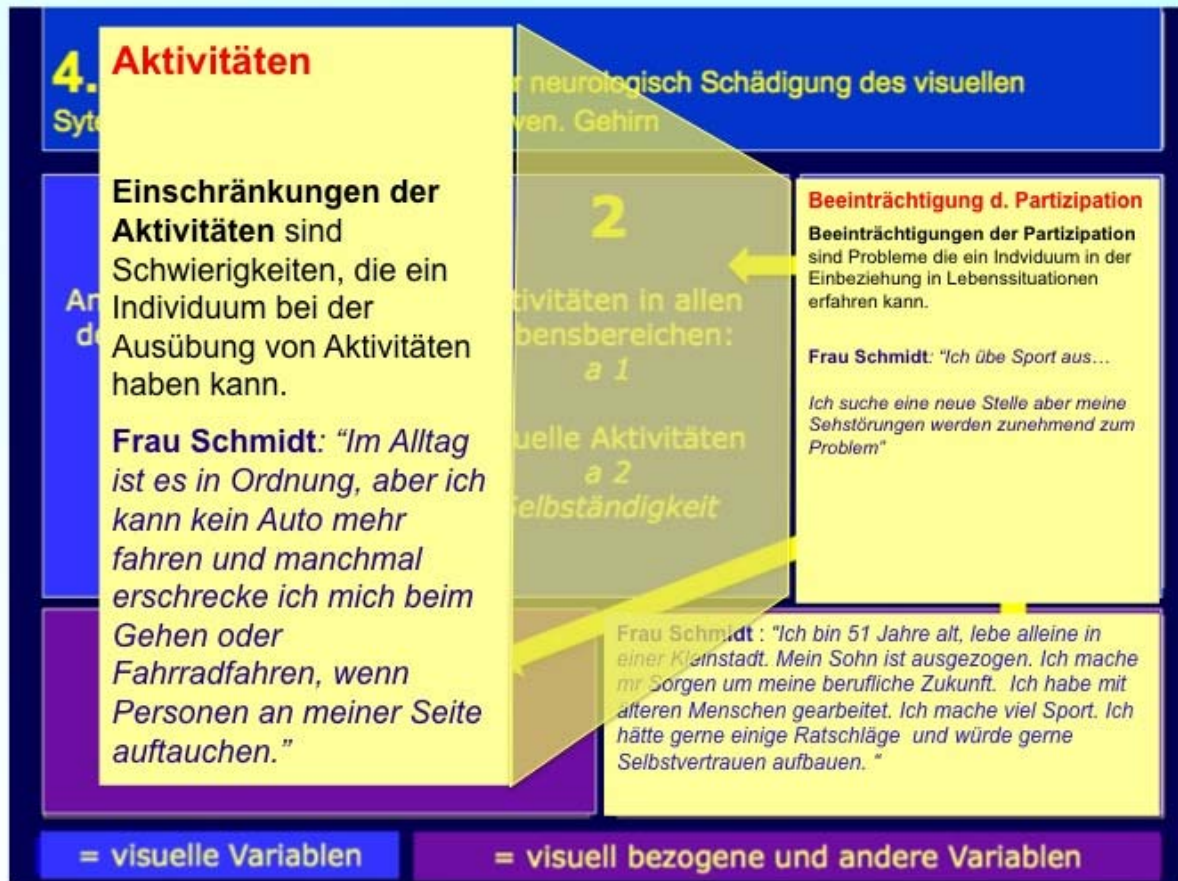 4.
r neurologisch Schädigung des visuellen
Syte
ven. Gehirn
Aktivitäten
Einschränkungen der
Aktivitäten sind
Schwierigkeiten, die ein
Individuum bei der
Ausübung von Aktivitäten
haben kann.
Frau Schmidt: “Im Alltag
ist es in Ordnung, aber ich
kann kein Auto mehr
fahren und manchmal
erschrecke ich mich beim
Gehen oder
Fahrradfahren, wenn
Personen an meiner Seite
auftauchen.”
An
de
2
tivitäten in allen
bensbereichen:
a 1
uelle Aktivitäten
a 2
Selbständigkeit
Beeinträchtigung d. Partizipation
Beeinträchtigungen der Partizipation
sind Probleme die ein Indviduum in der
Einbeziehung in Lebenssituationen
erfahren kann.
Frau Schmidt: “Ich übe Sport aus…
Ich suche eine neue Stelle aber meine
Sehstörungen werden zunehmend zum
Problem”
Frau Schmidt : “Ich bin 51 Jahre alt, lebe alleine in
einer Kleinstadt. Mein Sohn ist ausgezogen. Ich mache
mr Sorgen um meine berufliche Zukunft. Ich habe mit
älteren Menschen gearbeitet. Ich mache viel Sport. Ich
hätte gerne einige Ratschläge und würde gerne
Selbstvertrauen aufbauen. “
= visuelle Variablen
= visuell bezogene und andere Variablen